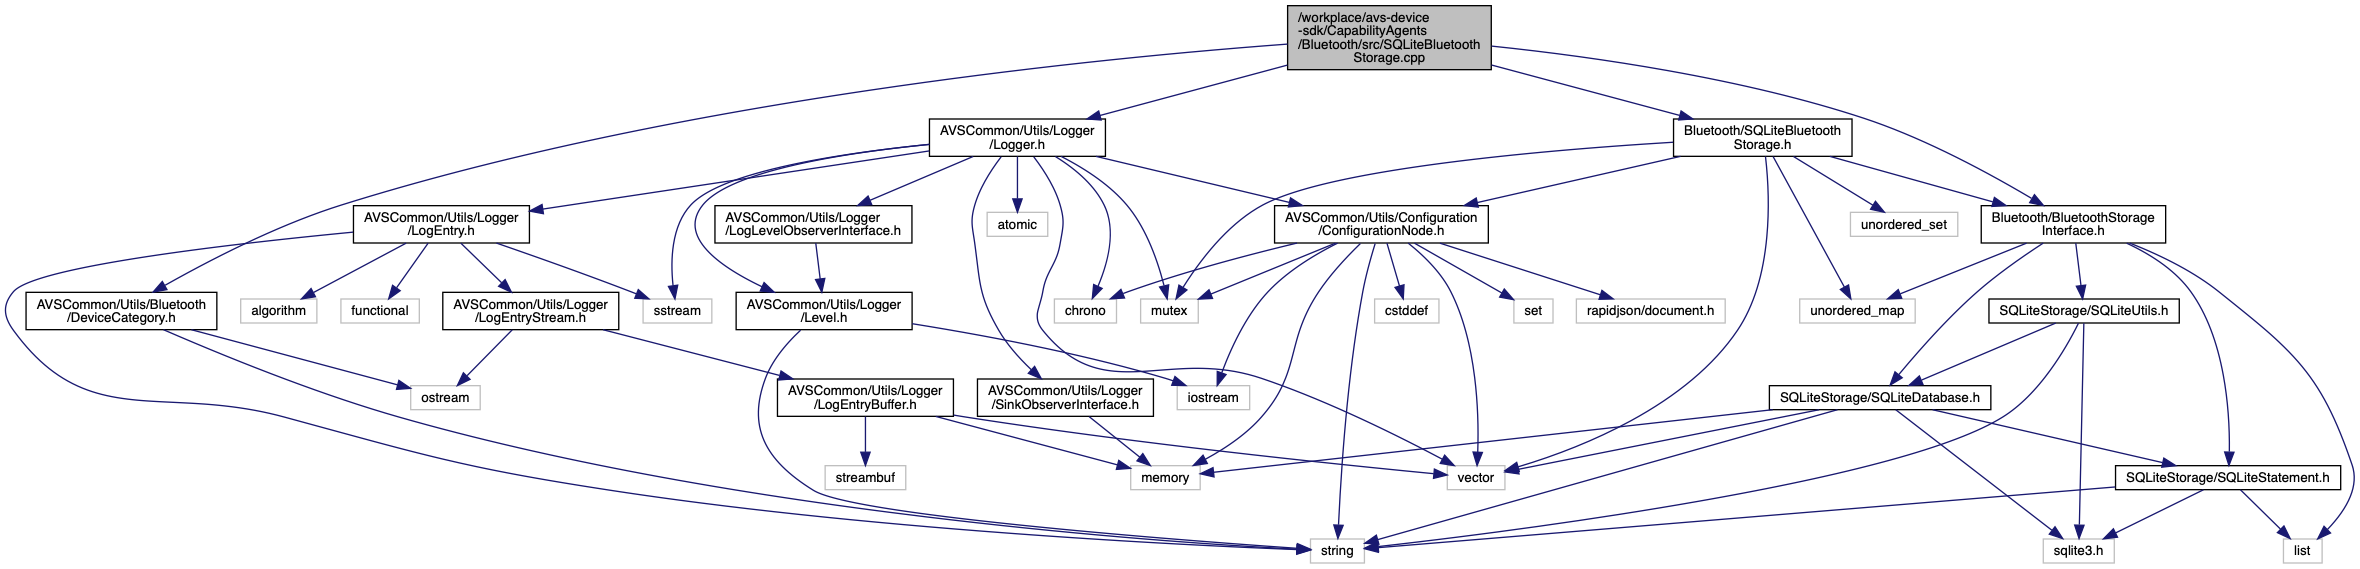 /workplace/avs-device
-sdk/CapabilityAgents
/Bluetooth/src/SQLiteBluetooth
Storage.cpp
AVSCommon/Utils/Logger
/Logger.h
Bluetooth/SQLiteBluetooth
Storage.h
AVSCommon/Utils/Logger
/LogEntry.h
AVSCommon/Utils/Logger
/LogLevelObserverInterface.h
atomic
AVSCommon/Utils/Configuration
/ConfigurationNode.h
unordered_set
Bluetooth/BluetoothStorage
Interface.h
AVSCommon/Utils/Bluetooth
/DeviceCategory.h
algorithm
functional
AVSCommon/Utils/Logger
/LogEntryStream.h
sstream
AVSCommon/Utils/Logger
/Level.h
chrono
mutex
cstddef
set
rapidjson/document.h
unordered_map
SQLiteStorage/SQLiteUtils.h
ostream
AVSCommon/Utils/Logger
/LogEntryBuffer.h
AVSCommon/Utils/Logger
/SinkObserverInterface.h
iostream
SQLiteStorage/SQLiteDatabase.h
streambuf
memory
vector
SQLiteStorage/SQLiteStatement.h
string
sqlite3.h
list